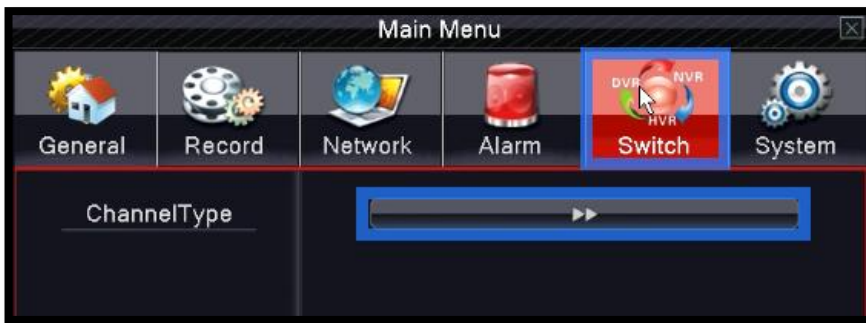 Main Menu
DVR NVR
HVR
General Record Network Alarm Switch System
ChannelType